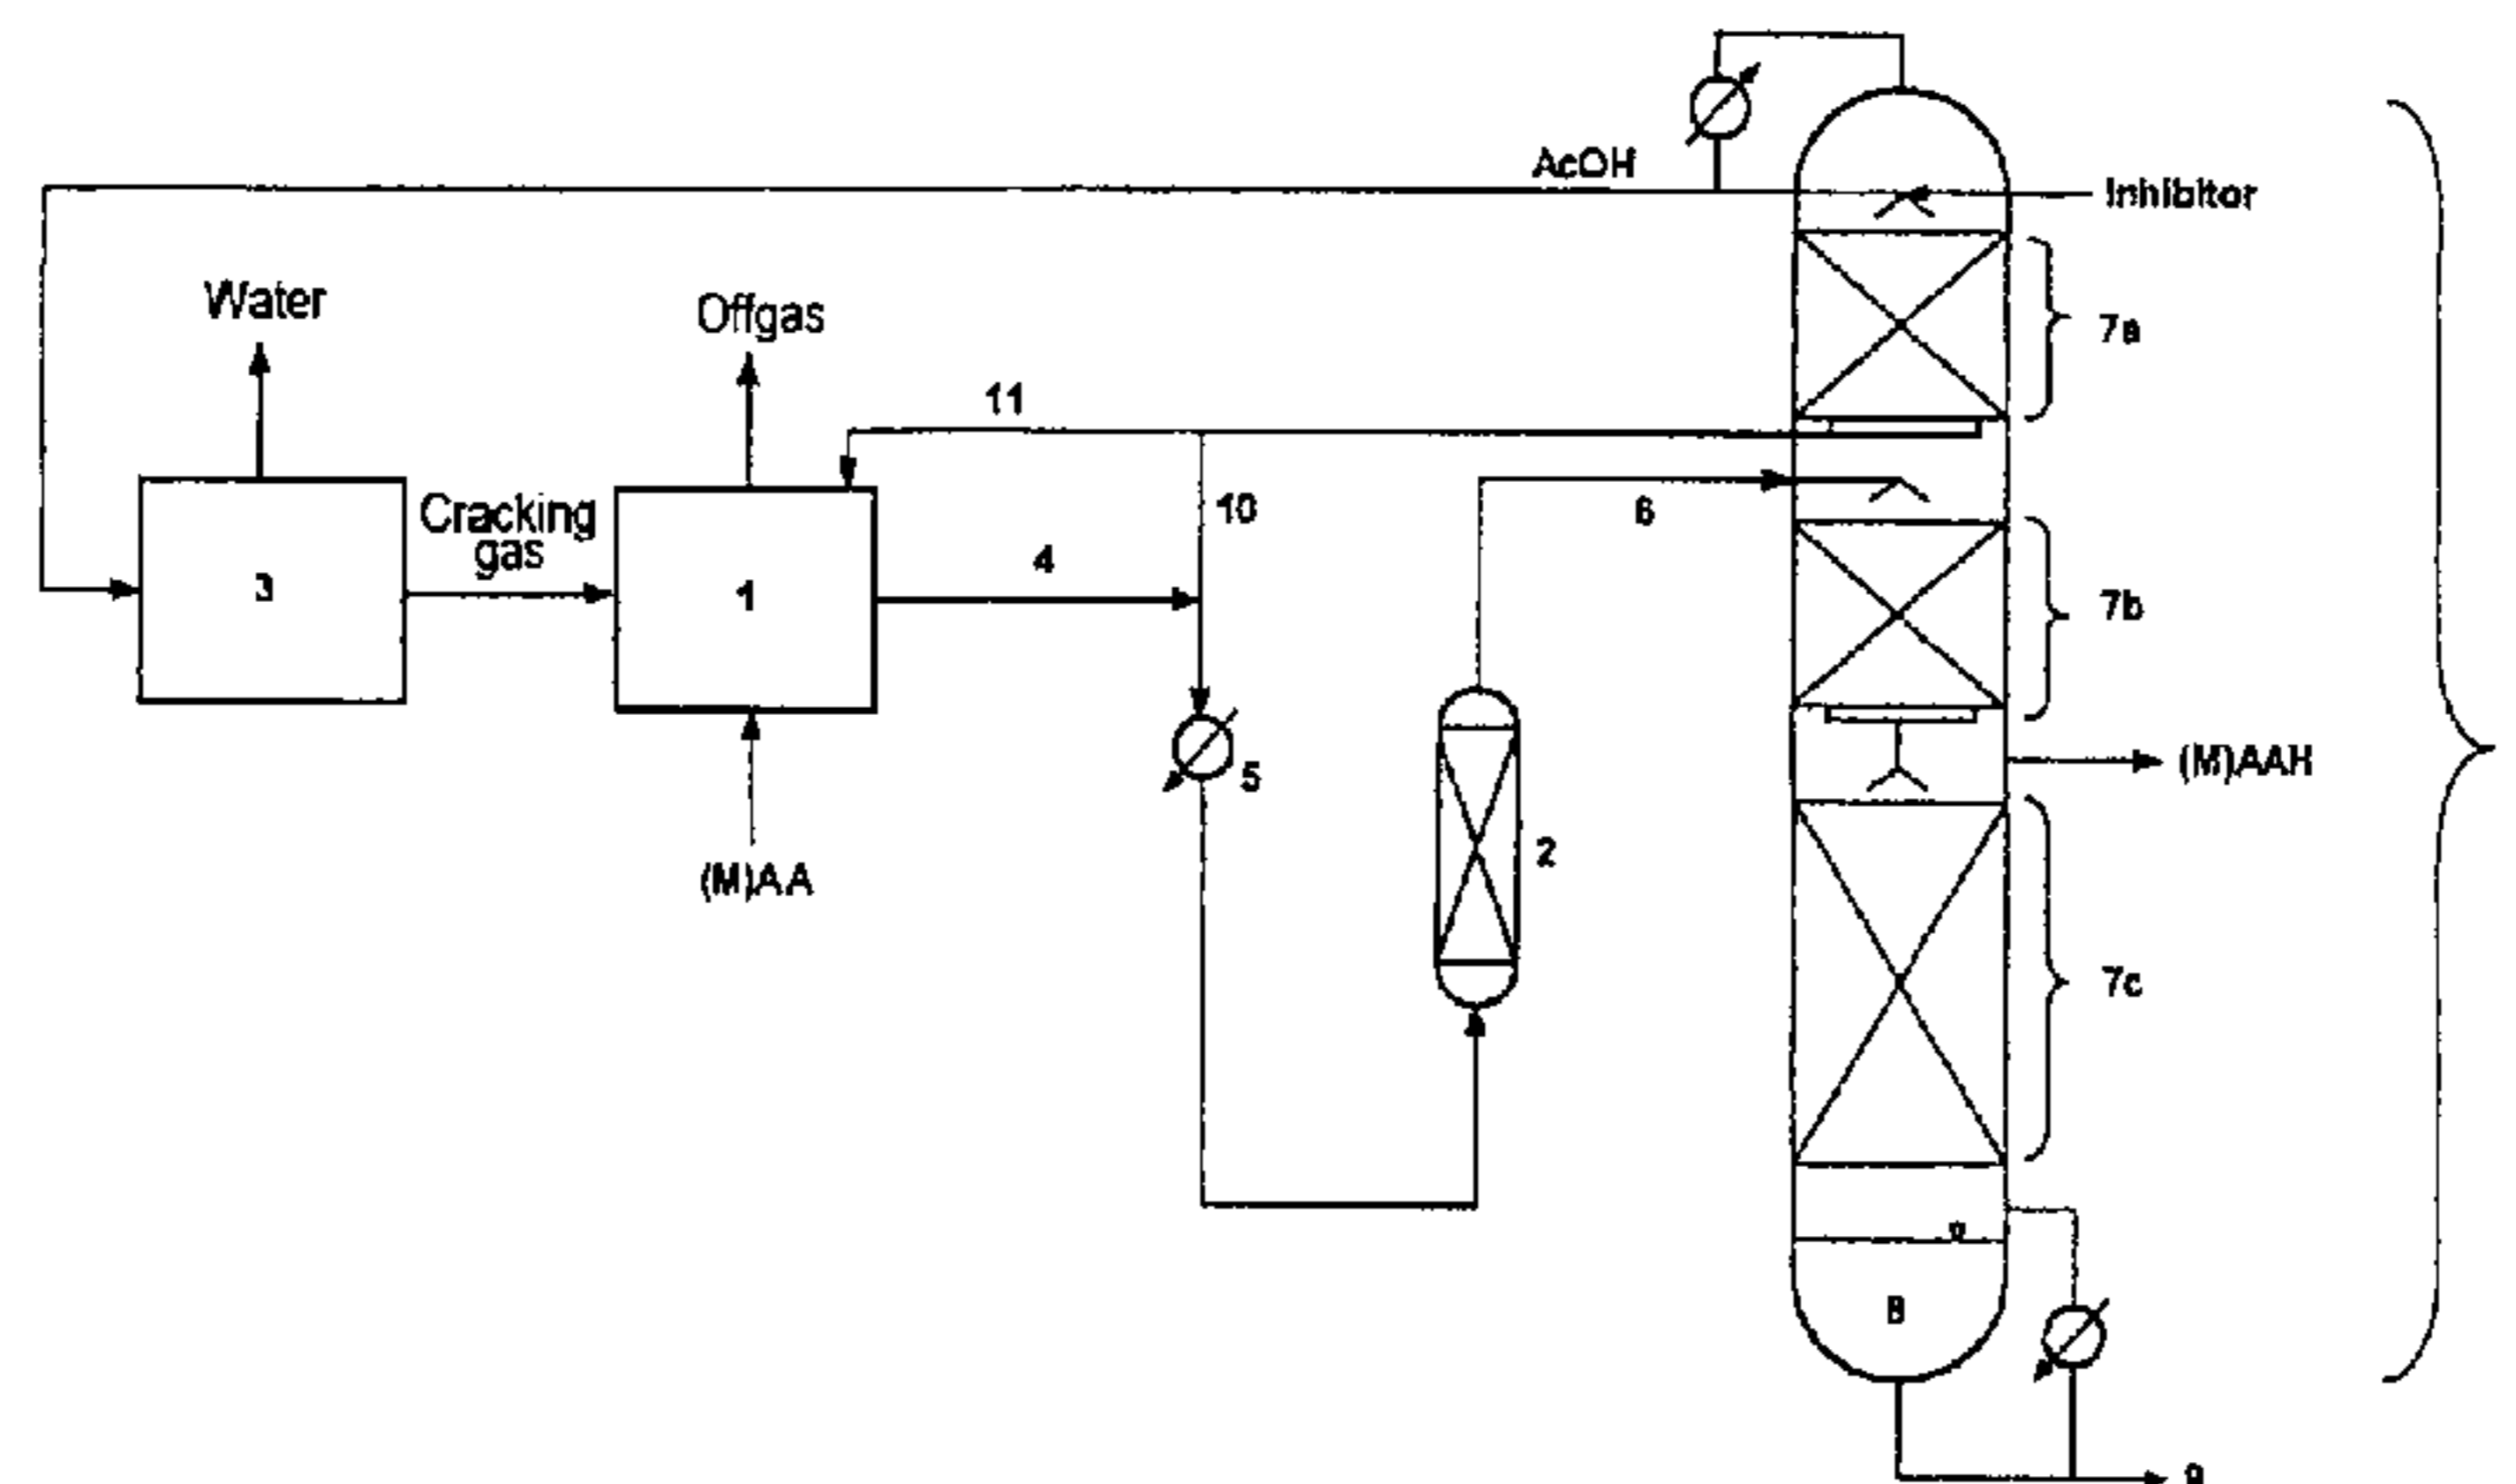 AcOH
Inhibitor
Water
Offgas
7a
11
Cracking
gas
10
6
4
3
1
7b
5
(M)AAH
2
(M)AA
7c
8
9